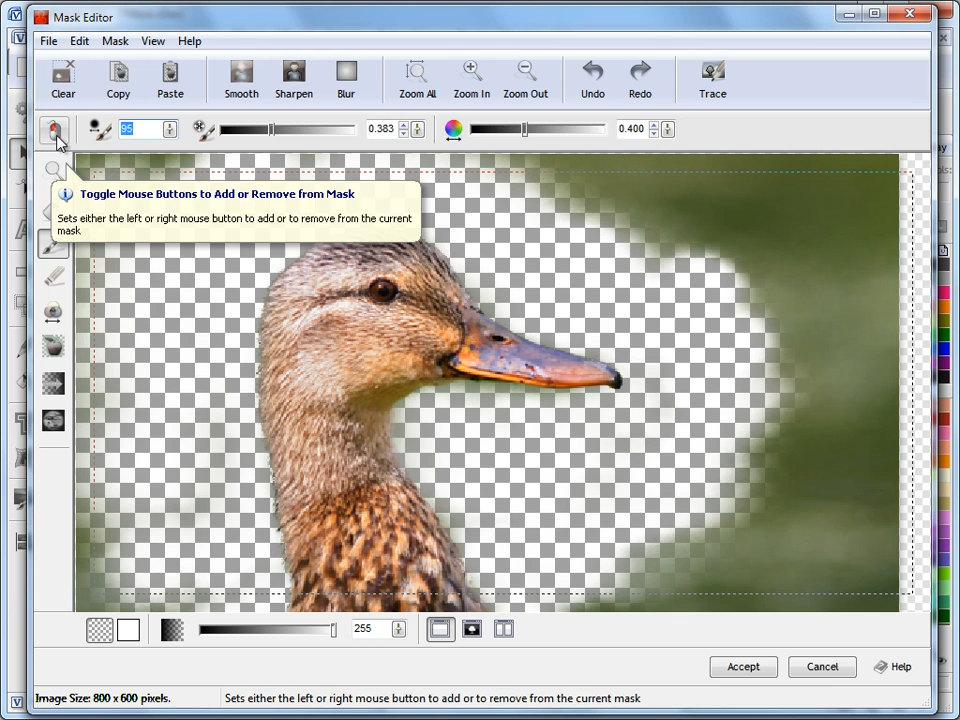 Mask Editor
File Edit Mask View Help
Clear Copy Paste Smooth Sharpen Blur Zoom All Zoom In Zoom Out Undo Redo Trace
95 0.383 0.400
Toggle Mouse Buttons to Add or Remove from Mask
Sets either the left or right mouse button to add or to remove from the current
mask
255
Accept Cancel Help
Image Size: 800 x 600 pixels. Sets either the left or right mouse button to add or to remove from the current mask